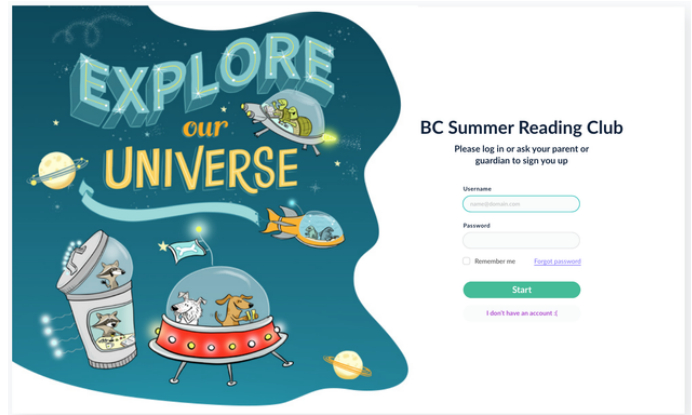 EXPLORE
our
UNIVERSE
BC Summer Reading Club
Please log in or ask your parent or
guardian to sign you up
Username
name@domain.com
Password
Remember me Forgot password
Start
I don't have an account :(